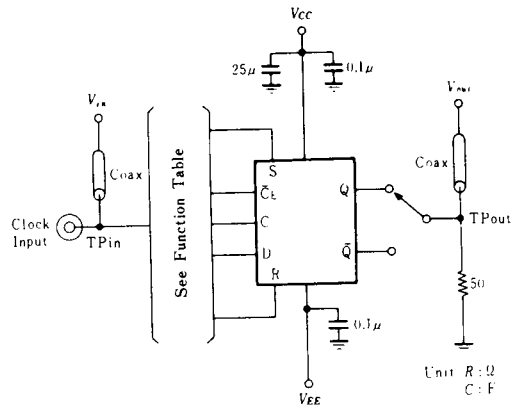 VCC
25μ
0.1μ
Vin
Vout
Coax
Coax
See Function Table
S
C̅E
Q
C
Clock
Input
TPin
TPout
D
Q̅
R
50
0.1μ
VEE
Unit R : Ω
C : F